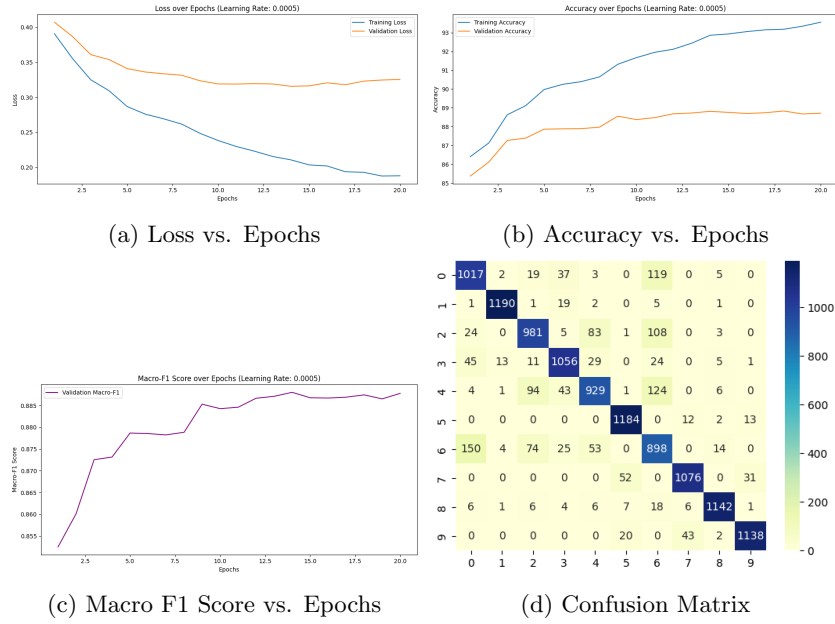 Loss over Epochs (Learning Rate: 0.0005)
Training Loss
Validation Loss
0.40
0.35
0.30
0.25
0.20
Loss
2.5 5.0 7.5 10.0 12.5 15.0 17.5 20.0
Epochs
(a) Loss vs. Epochs
Accuracy over Epochs (Learning Rate: 0.0005)
Training Accuracy
Validation Accuracy
93
92
91
90
89
88
87
86
85
Accuracy
2.5 5.0 7.5 10.0 12.5 15.0 17.5 20.0
Epochs
(b) Accuracy vs. Epochs
Macro-F1 Score over Epochs (Learning Rate: 0.0005)
Validation Macro-F1
0.885
0.880
0.875
0.870
0.865
0.860
0.855
Macro-F1 Score
2.5 5.0 7.5 10.0 12.5 15.0 17.5 20.0
Epochs
(c) Macro F1 Score vs. Epochs
0 1017 2 19 37 3 0 119 0 5 0
1 1 1190 1 19 2 0 5 0 1 0
2 24 0 981 5 83 1 108 0 3 0
3 45 13 11 1056 29 0 24 0 5 1
4 4 1 94 43 929 1 124 0 6 0
5 0 0 0 0 0 1184 0 12 2 13
6 150 4 74 25 53 0 898 0 14 0
7 0 0 0 0 0 52 0 1076 0 31
8 6 1 6 4 6 7 18 6 1142 1
9 0 0 0 0 0 20 0 43 2 1138
0 1 2 3 4 5 6 7 8 9
1000
800
600
400
200
0
(d) Confusion Matrix